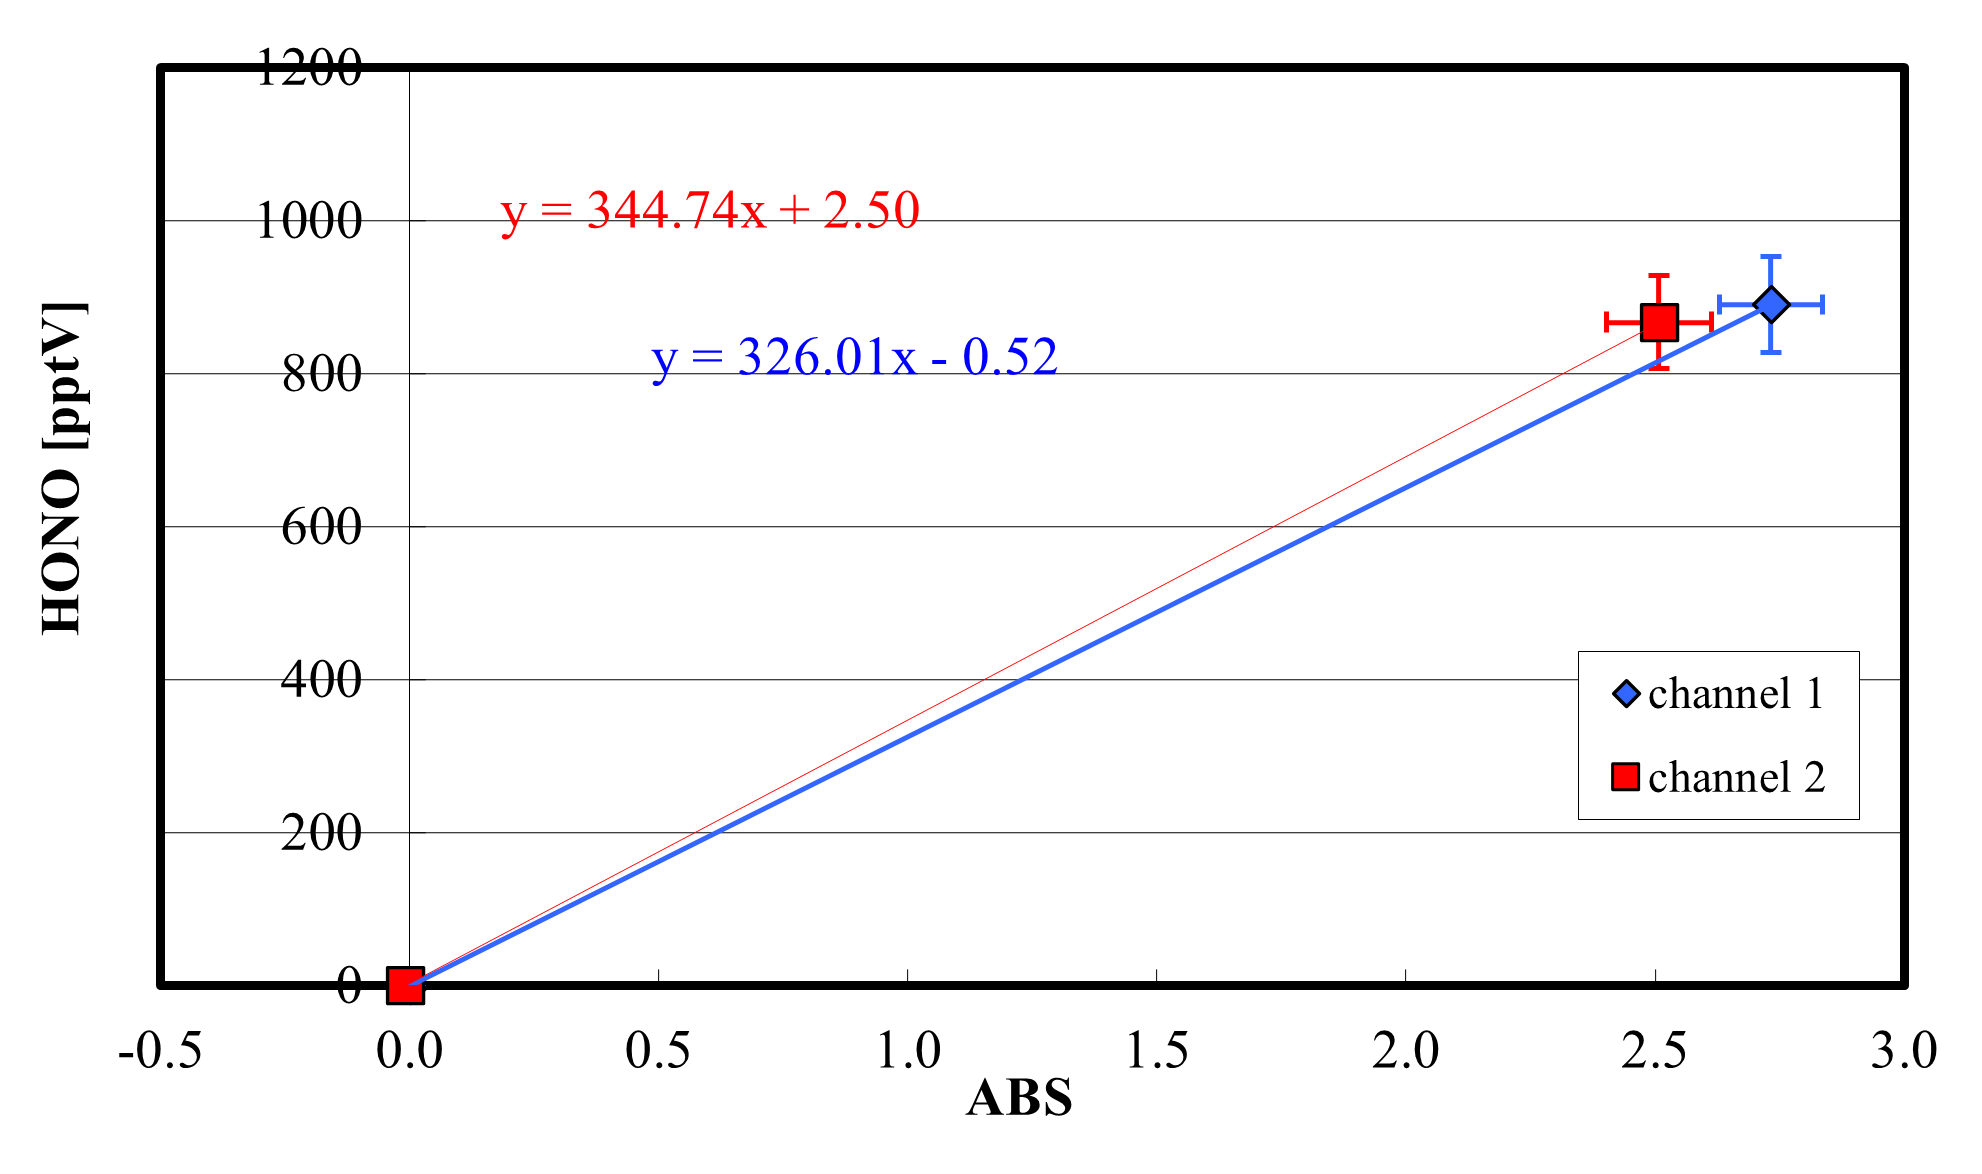 1200
1000
800
600
400
200
0
HONO [pptV]
y = 344.74x + 2.50
y = 326.01x - 0.52
channel 1
channel 2
-0.5 0.0 0.5 1.0 1.5 2.0 2.5 3.0
ABS